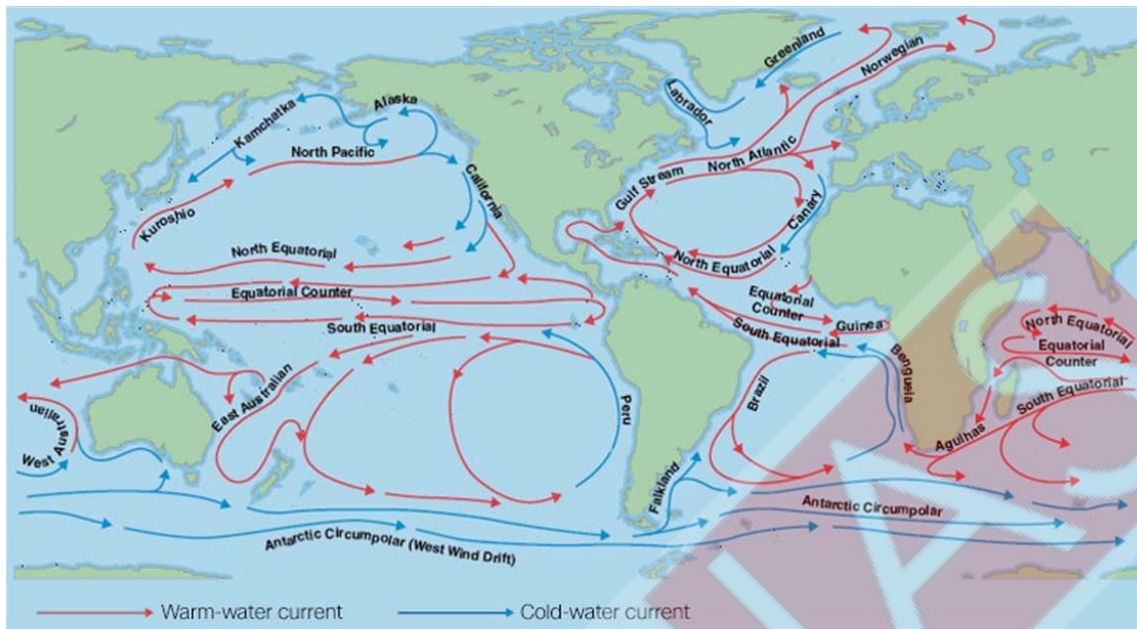 Greenland
Norwegian
Labrador
Alaska
Kamchatka
North Pacific
North Atlantic
California
Gulf Stream
Canary
Kuroshio
North Equatorial
North Equatorial
Equatorial Counter
Equatorial
Counter
Guinea
South Equatorial
South Equatorial
North Equatorial
Equatorial
Counter
South Equatorial
Benguela
East Australian
Peru
Brazil
Agulhas
West Australian
Falkland
Antarctic Circumpolar
Antarctic Circumpolar (West Wind Drift)
Warm-water current
Cold-water current
IAS